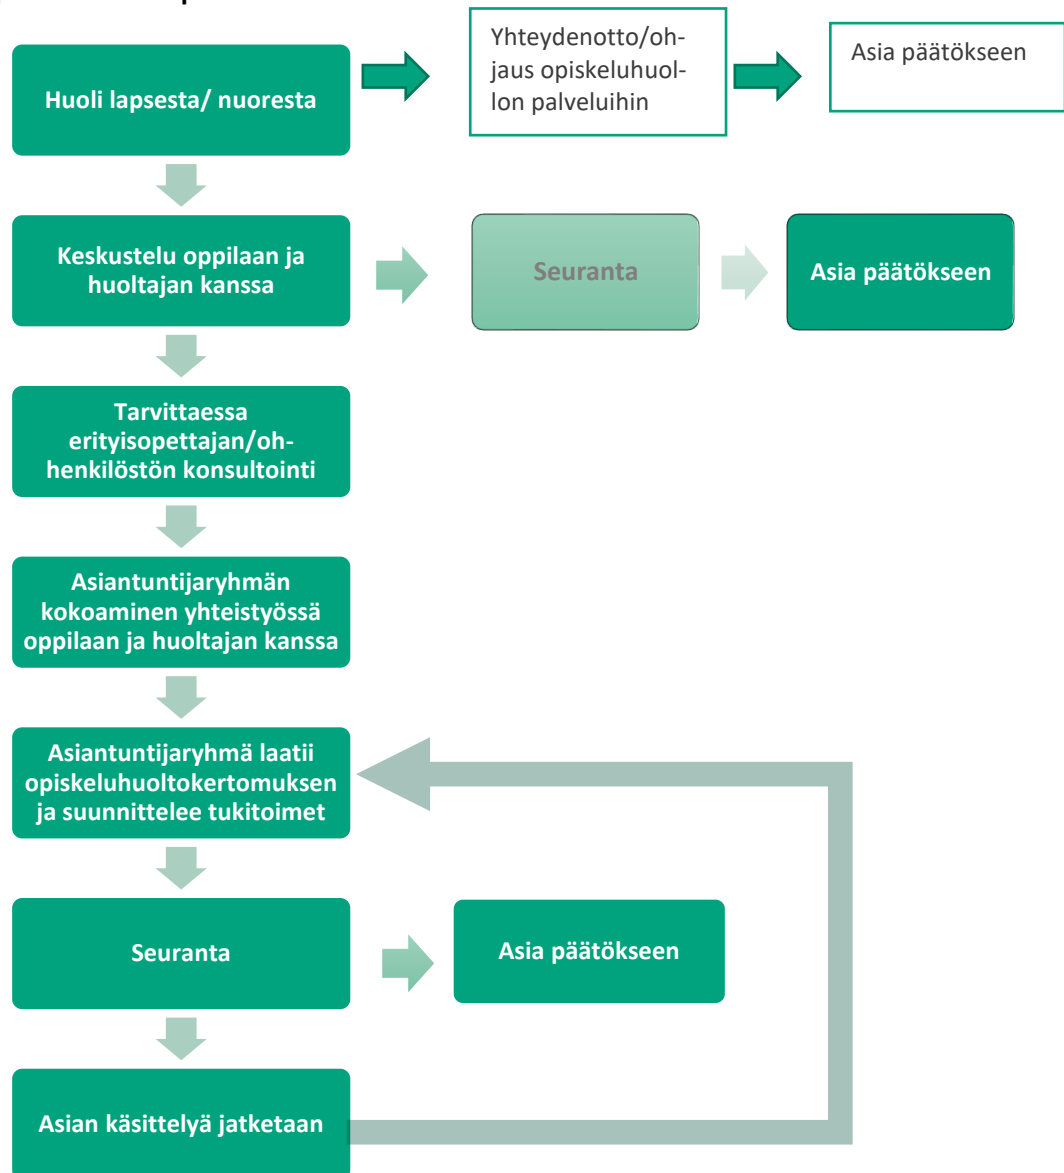 Huoli lapsesta/ nuoresta
Yhteydenotto/oh-
jaus opiskeluhuol-
lon palveluihin
Asia päätökseen
Keskustelu oppilaan ja
huoltajan kanssa
Seuranta
Asia päätökseen
Tarvittaessa
erityisopettajan/oh-
henkilöstön konsultointi
Asiantuntijaryhmän
kokoaminen yhteistyössä
oppilaan ja huoltajan kanssa
Asiantuntijaryhmä laatii
opiskeluhuoltokertomuksen
ja suunnittelee tukitoimet
Seuranta
Asia päätökseen
Asian käsittelyä jatketaan